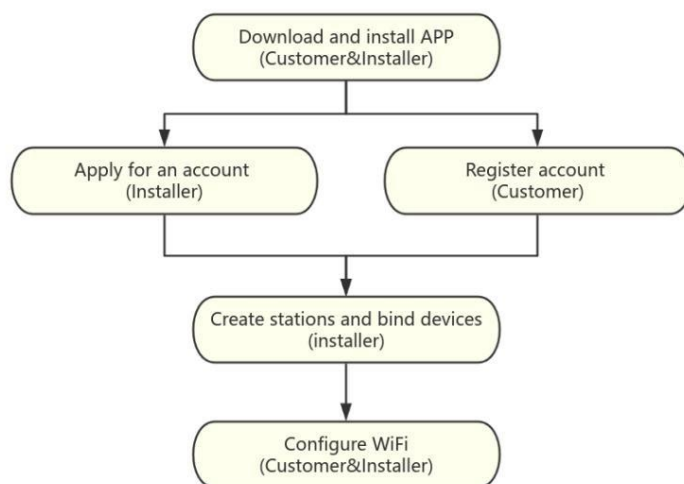 Download and install APP
(Customer&Installer)
Apply for an account
(Installer)
Register account
(Customer)
Create stations and bind devices
(installer)
Configure WiFi
(Customer&Installer)